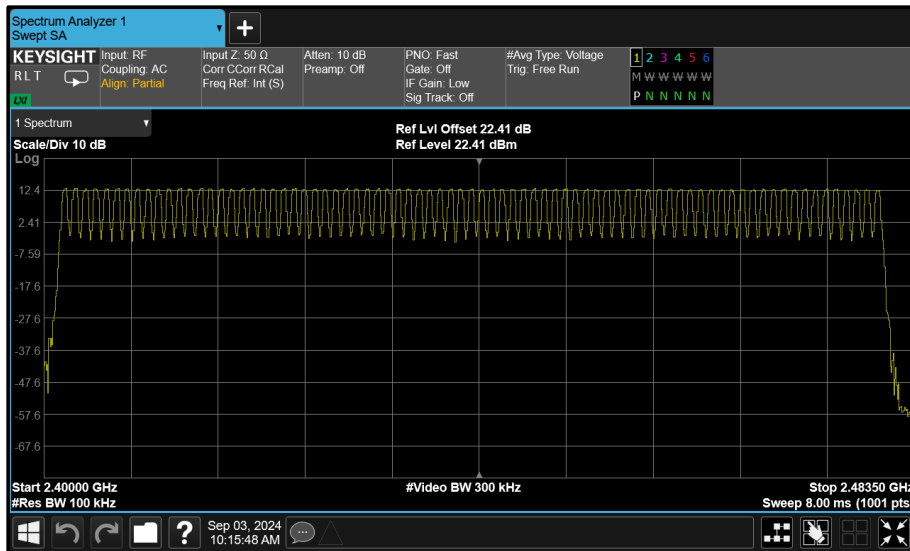 Spectrum Analyzer 1
Swept SA
+
KEYSIGHT
R L T
LXI
Input: RF
Coupling: AC
Align: Partial
Input Z: 50 Ω
Corr CCorr RCal
Freq Ref: Int (S)
Atten: 10 dB
Preamp: Off
PNO: Fast
Gate: Off
IF Gain: Low
Sig Track: Off
#Avg Type: Voltage
Trig: Free Run
1 2 3 4 5 6
M W W W W W
P N N N N N
1 Spectrum
Scale/Div 10 dB
Ref Lvl Offset 22.41 dB
Ref Level 22.41 dBm
Log
12.4
2.41
-7.59
-17.6
-27.6
-37.6
-47.6
-57.6
-67.6
Start 2.40000 GHz
#Video BW 300 kHz
Stop 2.48350 GHz
#Res BW 100 kHz
Sweep 8.00 ms (1001 pts
?
Sep 03, 2024
10:15:48 AM